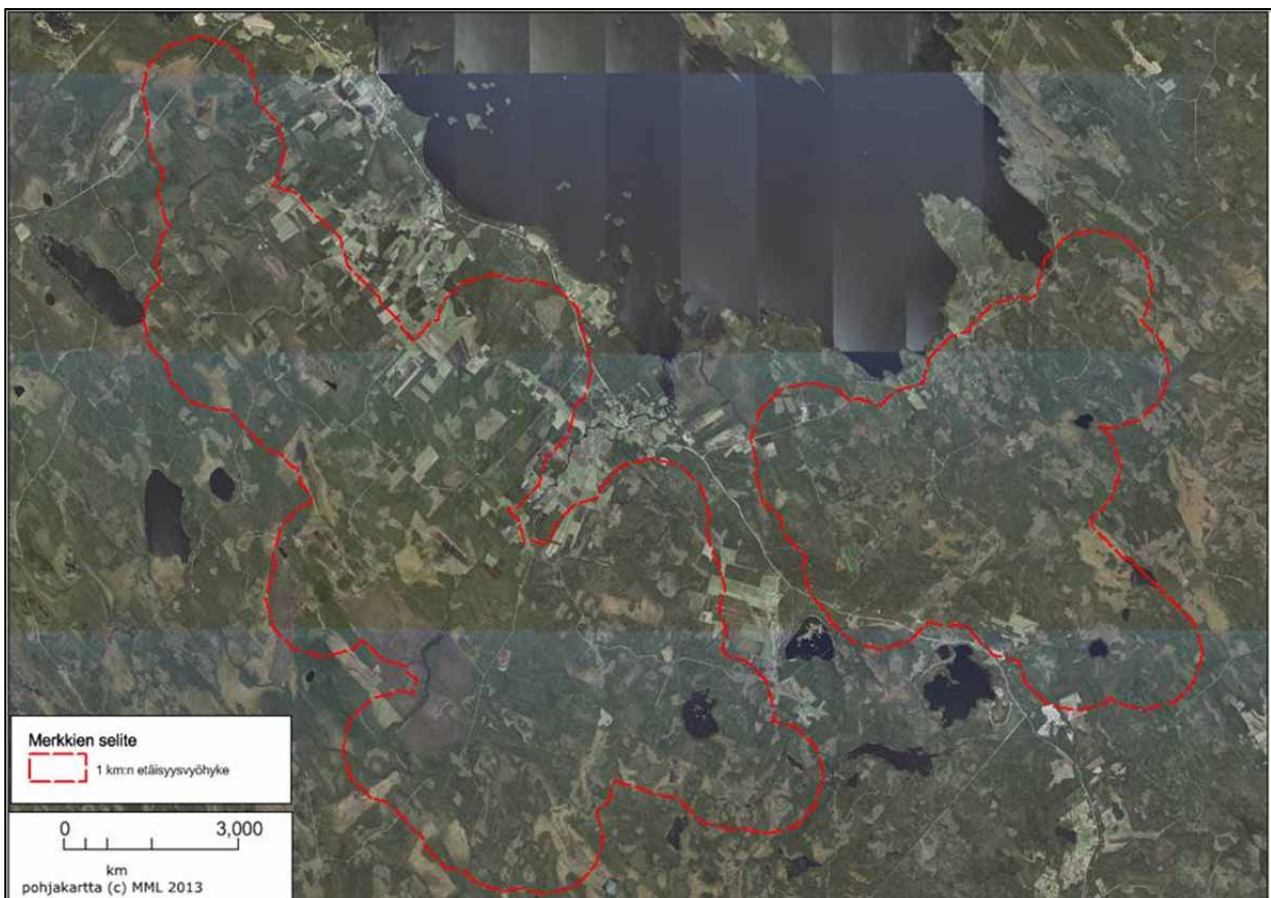 Merkkien selite
1 km:n etäisyysvyöhyke
0 3,000
km
pohjakartta (c) MML 2013